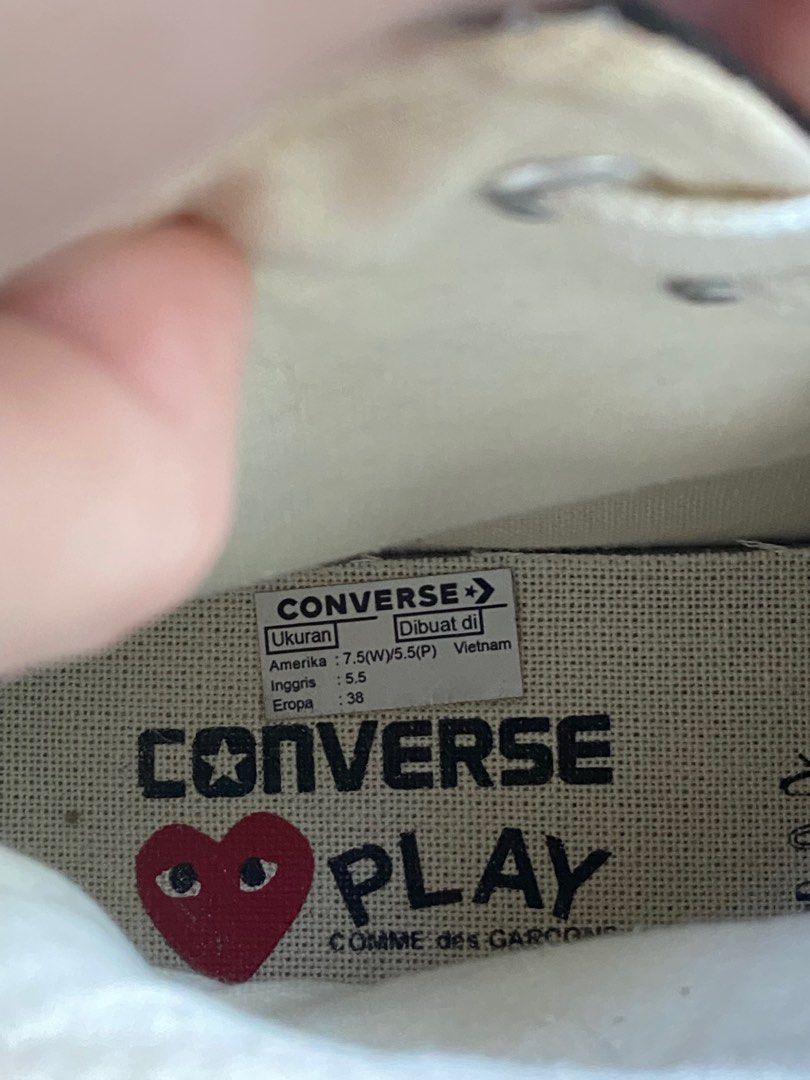 CONVERSE
Ukuran Dibuat di
Amerika : 7.5(W)/5.5(P) Vietnam
Inggris : 5.5
Eropa : 38
CONVERSE
PLAY
COMME des GARÇONS